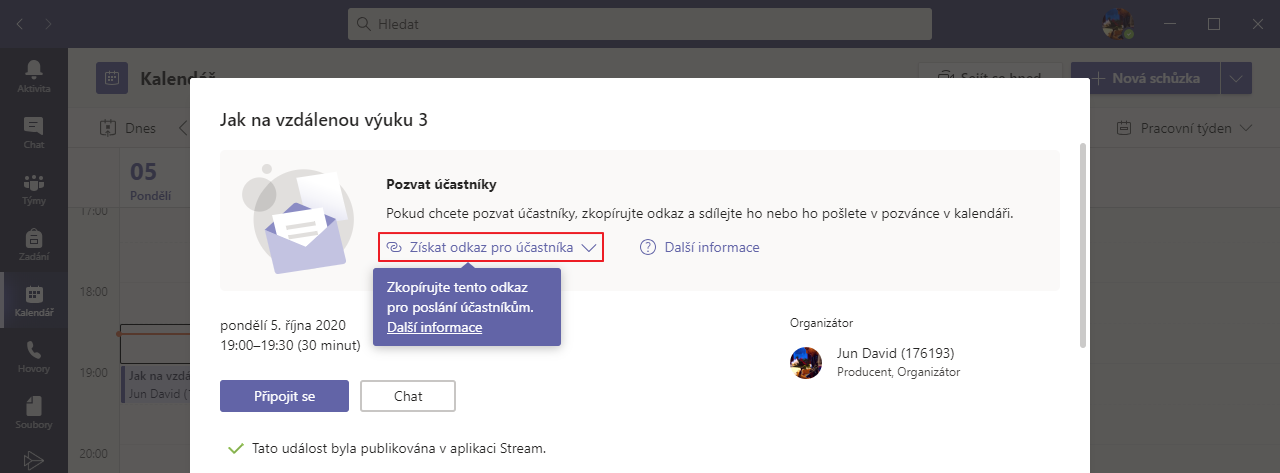 Hledat
Aktivita
Chat
Týmy
Zadání
Kalendář
Hovory
Soubory
Kalendář
Sejít se hned
Nová schůzka
Dnes
Pracovní týden
05
Pondělí
17:00
18:00
19:00
20:00
Jak na vzdá
Jun David (1
Jak na vzdálenou výuku 3
Pozvat účastníky
Pokud chcete pozvat účastníky, zkopírujte odkaz a sdílejte ho nebo ho pošlete v pozvánce v kalendáři.
Získat odkaz pro účastníka
Další informace
Zkopírujte tento odkaz
pro poslání účastníkům.
Další informace
pondělí 5. října 2020
19:00–19:30 (30 minut)
Organizátor
Jun David (176193)
Producent, Organizátor
Připojit se
Chat
Tato událost byla publikována v aplikaci Stream.